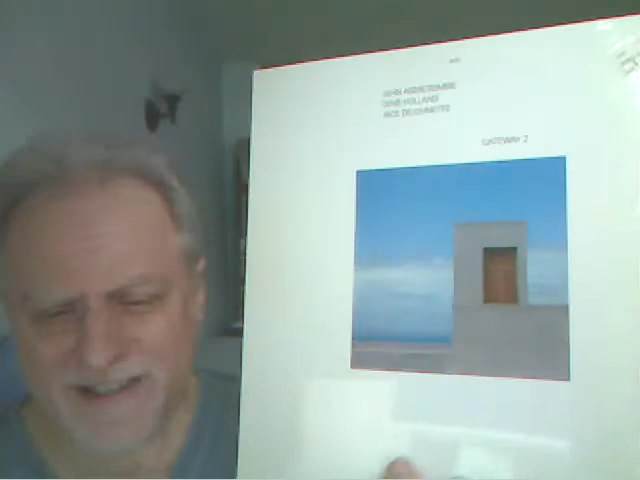 JOHN ABERCROMBIE
DAVE HOLLAND
JACK DEJOHNETTE
GATEWAY 2